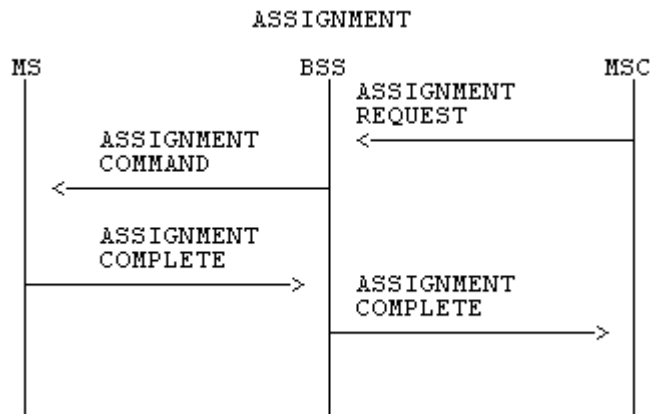 ASSIGNMENT
MS BSS MSC
ASSIGNMENT
REQUEST
ASSIGNMENT
COMMAND
ASSIGNMENT
COMPLETE
ASSIGNMENT
COMPLETE